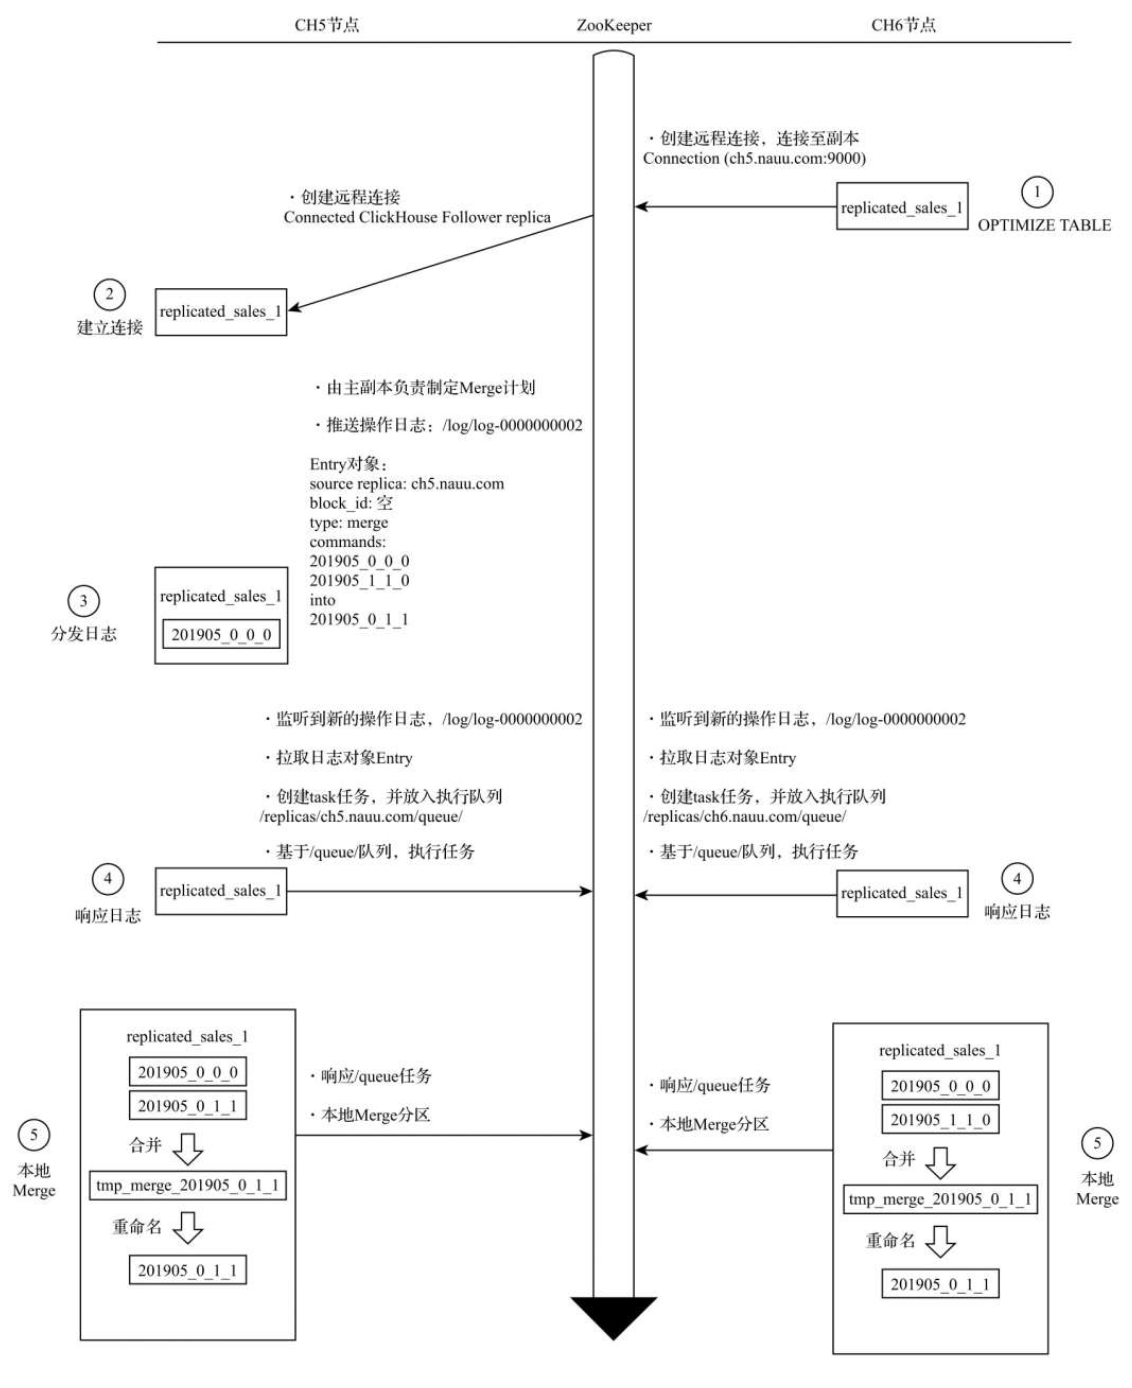 CH5节点
ZooKeeper
CH6节点
· 创建远程连接，连接至副本
Connection (ch5.nauu.com:9000)
replicated_sales_1
1
OPTIMIZE TABLE
· 创建远程连接
Connected ClickHouse Follower replica
2
建立连接
replicated_sales_1
· 由主副本负责制定Merge计划
· 推送操作日志：/log/log-0000000002
Entry对象：
source replica: ch5.nauu.com
block_id: 空
type: merge
commands:
201905_0_0_0
201905_1_1_0
into
201905_0_1_1
3
分发日志
replicated_sales_1
201905_0_0_0
· 监听到新的操作日志，/log/log-0000000002
· 拉取日志对象Entry
· 创建task任务，并放入执行队列
/replicas/ch5.nauu.com/queue/
· 基于/queue/队列，执行任务
4
响应日志
replicated_sales_1
· 监听到新的操作日志，/log/log-0000000002
· 拉取日志对象Entry
· 创建task任务，并放入执行队列
/replicas/ch6.nauu.com/queue/
· 基于/queue/队列，执行任务
replicated_sales_1
4
响应日志
5
本地
Merge
replicated_sales_1
201905_0_0_0
201905_0_1_1
合并
tmp_merge_201905_0_1_1
重命名
201905_0_1_1
· 响应/queue任务
· 本地Merge分区
· 响应/queue任务
· 本地Merge分区
replicated_sales_1
201905_0_0_0
201905_1_1_0
合并
tmp_merge_201905_0_1_1
重命名
201905_0_1_1
5
本地
Merge